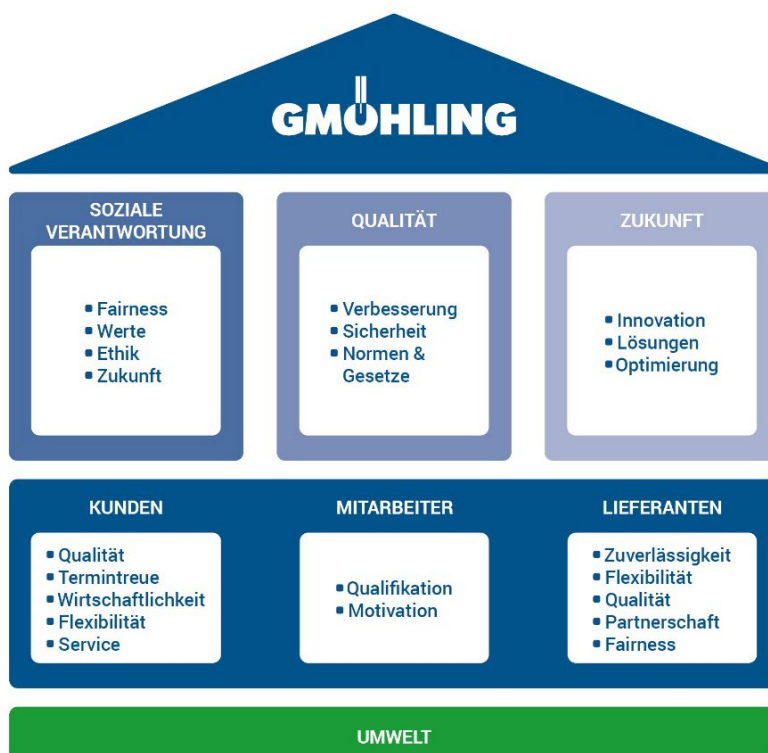 GMÖHLING
SOZIALE
VERANTWORTUNG
▪ Fairness
▪ Werte
▪ Ethik
▪ Zukunft
QUALITÄT
▪ Verbesserung
▪ Sicherheit
▪ Normen &
Gesetze
ZUKUNFT
▪ Innovation
▪ Lösungen
▪ Optimierung
KUNDEN
▪ Qualität
▪ Termintreue
▪ Wirtschaftlichkeit
▪ Flexibilität
▪ Service
MITARBEITER
▪ Qualifikation
▪ Motivation
LIEFERANTEN
▪ Zuverlässigkeit
▪ Flexibilität
▪ Qualität
▪ Partnerschaft
▪ Fairness
UMWELT